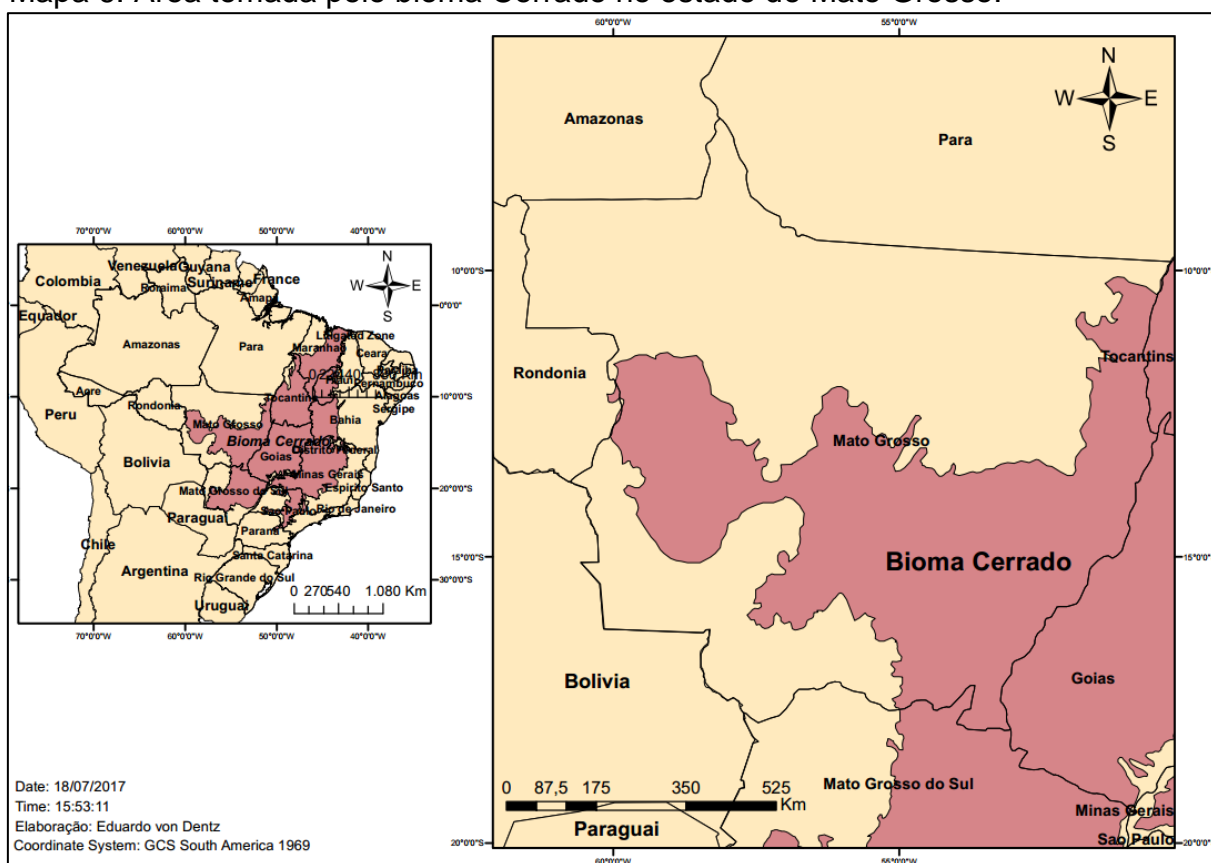 Mapa 3: Área tomada pelo bioma Cerrado no estado de Mato Grosso.
70°0'0"W 60°0'0"W 50°0'0"W 40°0'0"W
N
W E
S
Colombia
Venezuela
Guyana
Suriname
France
Roraima
Amapa
Equador
0°0'0"
Amazonas
Para
Maranhao
Ceara
Peru
Acre
Rondonia
Tocantins
Pernambuco
Alagoas
Sergipe
10°0'0"S
Mato Grosso
Bahia
Bioma Cerrado
Bolivia
Goias
Distrito Federal
Minas Gerais
Mato Grosso do Sul
Espirito Santo
20°0'0"S
Paraguai
Sao Paulo
Rio de Janeiro
Parana
Chile
Santa Catarina
Argentina
Rio Grande do Sul
30°0'0"S
Uruguai
0 270540 1.080 Km
70°0'0"W 60°0'0"W 50°0'0"W 40°0'0"W
Date: 18/07/2017
Time: 15:53:11
Elaboração: Eduardo von Dentz
Coordinate System: GCS South America 1969
60°0'0"W 55°0'0"W
N
W E
S
Amazonas
Para
10°0'0"S 10°0'0"S
Rondonia
Tocantins
Mato Grosso
15°0'0"S 15°0'0"S
Bioma Cerrado
Bolivia
Goias
Mato Grosso do Sul
0 87,5 175 350 525
Km
Minas Gerais
Paraguai
Sao Paulo
20°0'0"S 20°0'0"S
60°0'0"W 55°0'0"W